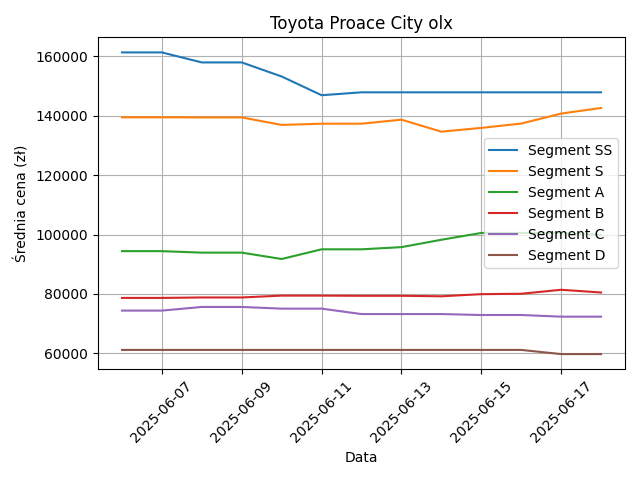 Toyota Proace City olx
160000
140000
120000
100000
80000
60000
Średnia cena (zł)
Segment SS
Segment S
Segment A
Segment B
Segment C
Segment D
2025-06-07
2025-06-09
2025-06-11
2025-06-13
2025-06-15
2025-06-17
Data